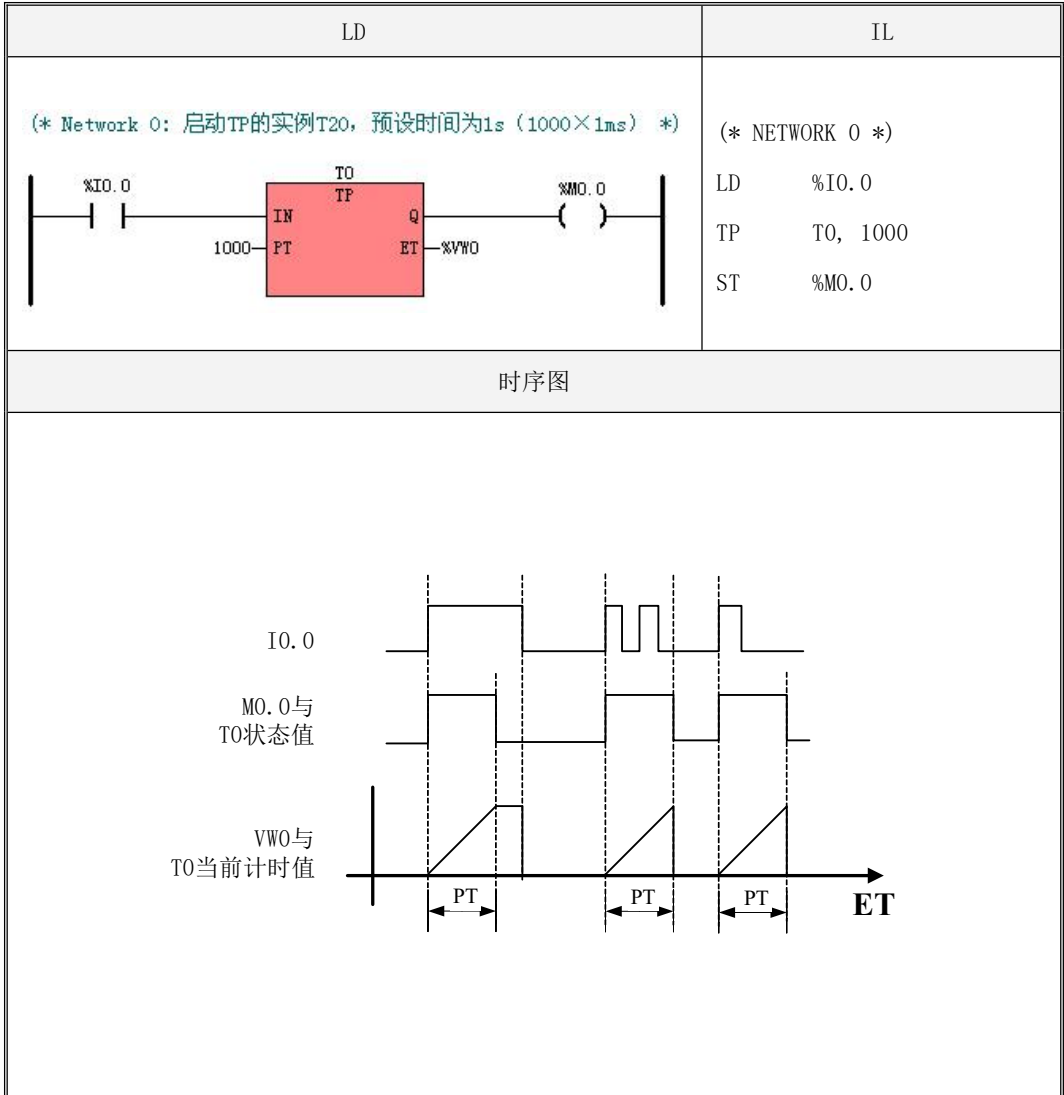 LD
IL
(* Network 0: 启动TP的实例T20，预设时间为1s（1000×1ms） *)
%I0.0
T0
TP
IN
Q
%M0.0
1000
PT
ET
%VW0
(* NETWORK 0 *)
LD %I0.0
TP T0, 1000
ST %M0.0
时序图
I0.0
M0.0与
T0状态值
VW0与
T0当前计时值
PT
PT
PT
ET